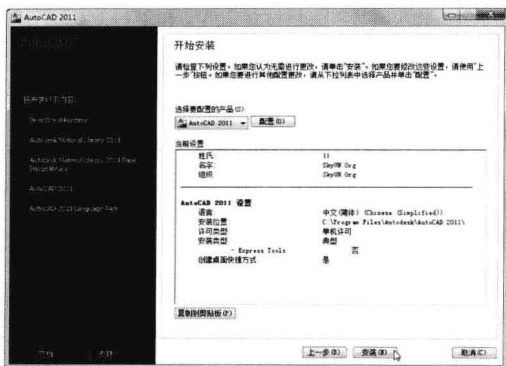 AutoCAD 2011
开始安装
请检查下列设置。如果您认为无需进行更改，请单击"安装"。如果您要修改这些设置，请使用"上
一步"按钮。如果您要进行其他配置更改，请从下拉列表中选择产品并单击"配置"。
选择要配置的产品(S)
AutoCAD 2011 配置(O)
当前设置
姓氏 11
名字 SkyUN.Org
组织 SkyUN.Org
AutoCAD 2011 设置
语言 中文(简体) (Chinese (Simplified))
安装位置 C:\Program Files\Autodesk\AutoCAD 2011\
许可类型 单机许可
安装类型 典型
- Express Tools 否
创建桌面快捷方式 是
复制到剪贴板(P)
上一步(B) 安装(N) 取消(C)
AutoCAD 2011
AutoCAD 2011 Language Pack